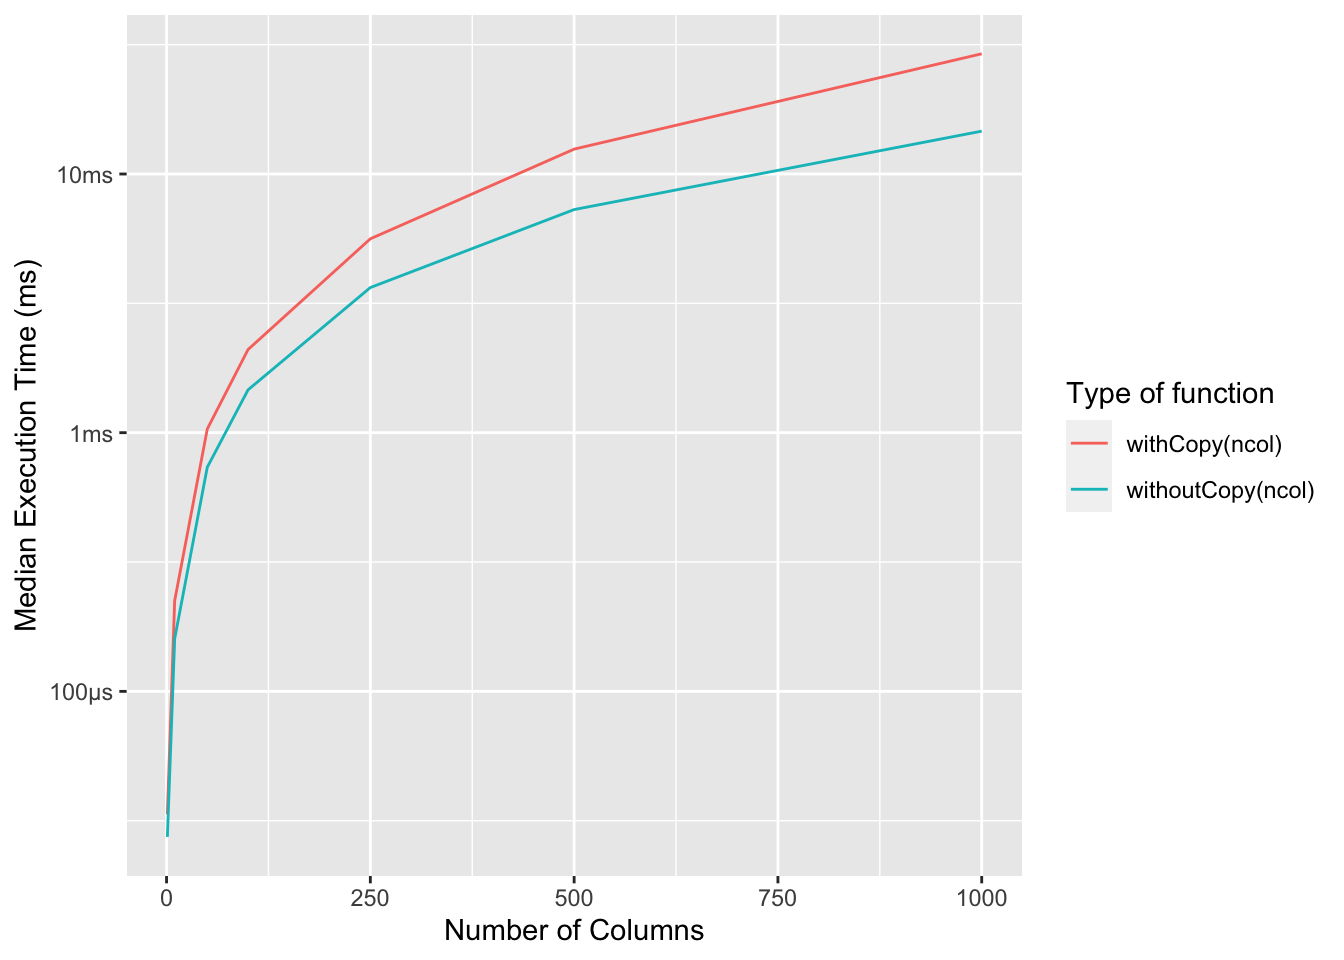 Median Execution Time (ms)
10ms
1ms
100µs
0 250 500 750 1000
Number of Columns
Type of function
withCopy(ncol)
withoutCopy(ncol)